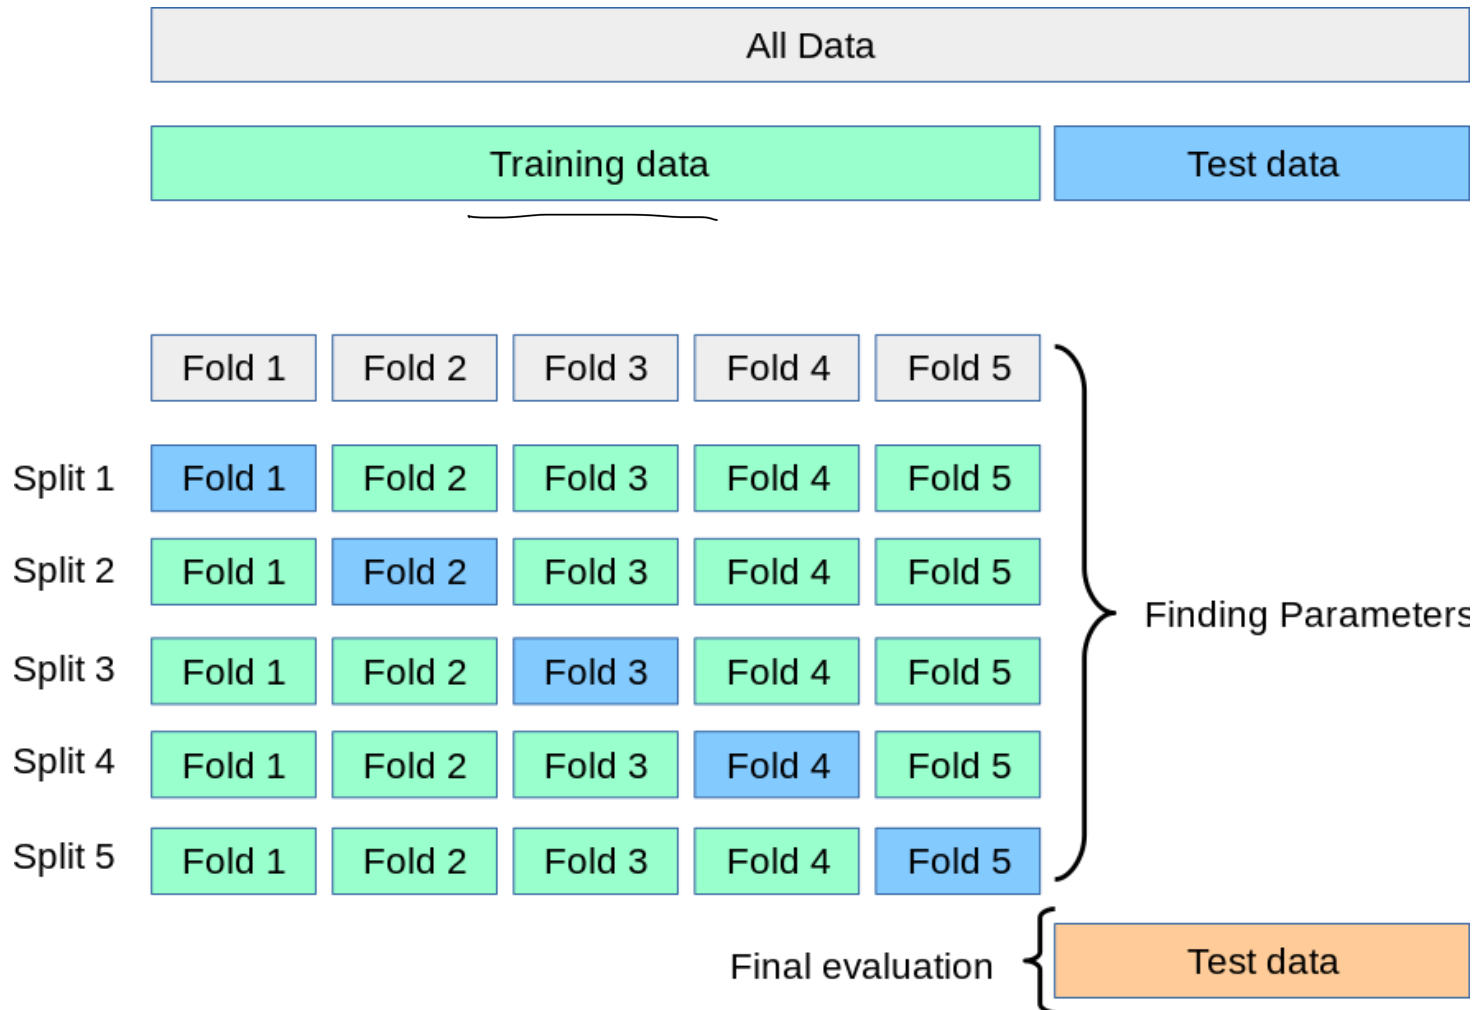 All Data
Training data Test data
Fold 1 Fold 2 Fold 3 Fold 4 Fold 5
Split 1 Fold 1 Fold 2 Fold 3 Fold 4 Fold 5
Split 2 Fold 1 Fold 2 Fold 3 Fold 4 Fold 5
Finding Parameters
Split 3 Fold 1 Fold 2 Fold 3 Fold 4 Fold 5
Split 4 Fold 1 Fold 2 Fold 3 Fold 4 Fold 5
Split 5 Fold 1 Fold 2 Fold 3 Fold 4 Fold 5
Final evaluation Test data